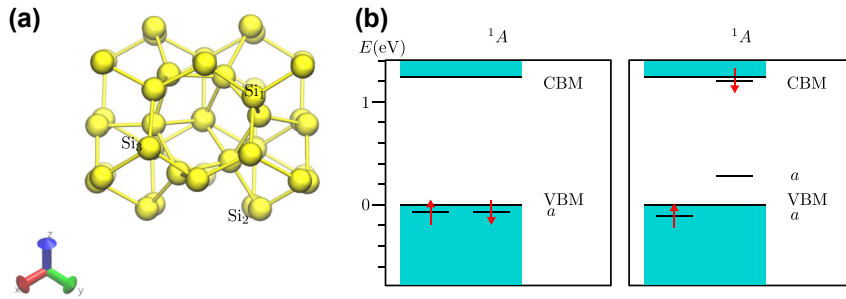 (a)
(b)
Si₁
Si₃
Si₂
z
x
y
¹A
¹A
E(eV)
CBM
CBM
1
a
0
VBM
VBM
a
a